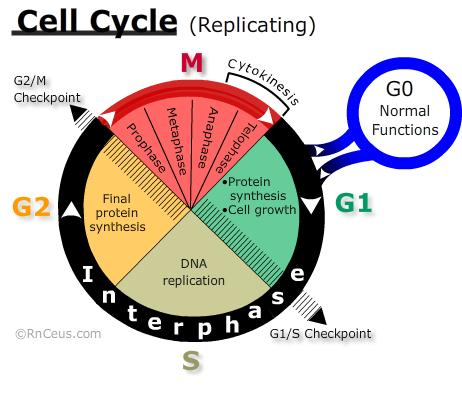 Cell Cycle (Replicating)
M
Cytokinesis
G2/M
Checkpoint
G0
Normal
Functions
Prophase
Metaphase
Anaphase
Telophase
G2
Final
protein
synthesis
•Protein
synthesis
•Cell growth
G1
DNA
replication
Interphase
©RnCeus.com
G1/S Checkpoint
S